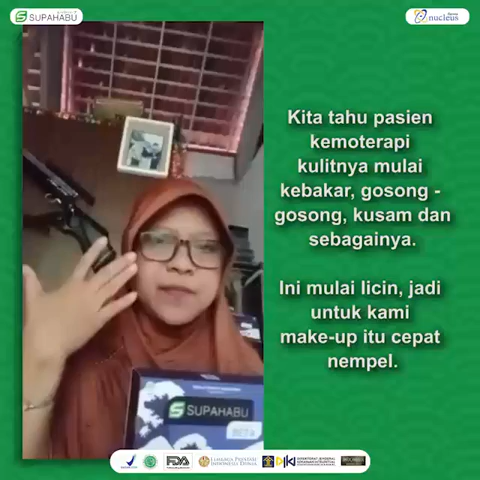 SUPAHABU
nucleus
Kita tahu pasien
kemoterapi
kulitnya mulai
kebakar, gosong -
gosong, kusam dan
sebagainya.
Ini mulai licin, jadi
untuk kami
make-up itu cepat
nempel.
SUPAHABU
FDA